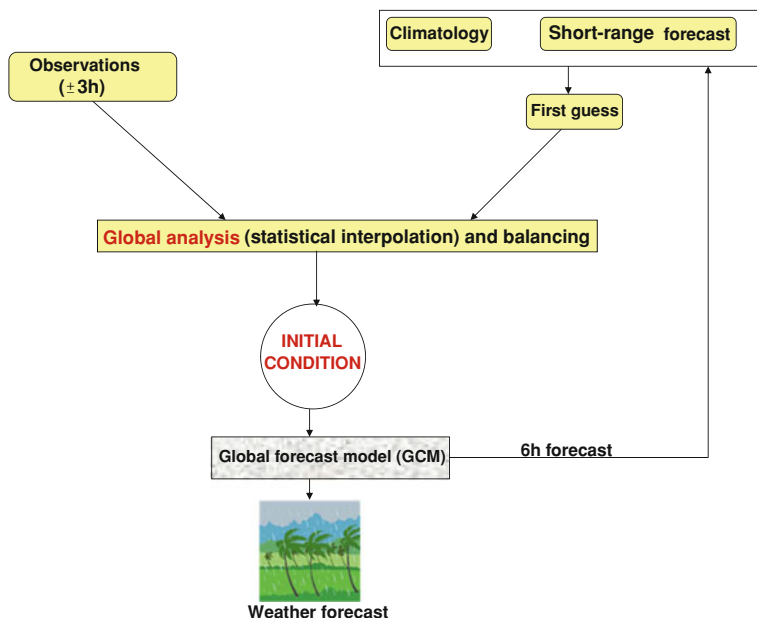 Climatology
Short-range forecast
Observations
(±3h)
First guess
Global analysis (statistical interpolation) and balancing
INITIAL
CONDITION
Global forecast model (GCM)
6h forecast
Weather forecast